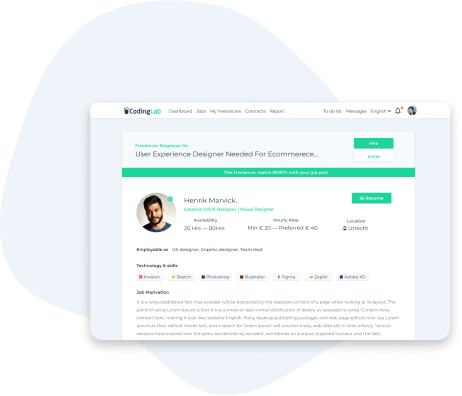 CodingLab
Dashboard Jobs My freelancers Contracts Report To do list Messages English
Freelancer Response On
User Experience Designer Needed For Ecommerece...
Hire
Invite
This freelancer match with your job post
Henrik Marvick.
Creative UI/UX Designer | Visual Designer
Resume
Availability Hourly Rate Location
20 Hrs — 80Hrs Min € 20 — Preferred € 40 Utrecht
Employable as UX designer, Graphic designer, Team lead
Technology & skills
Invision Sketch Photoshop Illustrator Figma Zeplin Adobe XD
Job Motivation
It is a long established fact that a reader will be distracted by the readable content of a page when looking at its layout. The
point of using Lorem Ipsum is that it has a more-or-less normal distribution of letters, as opposed to using 'Content here,
content here', making it look like readable English. Many desktop publishing packages and web page editors now use Lorem
Ipsum as their default model text, and a search for 'lorem ipsum' will uncover many web sites still in their infancy. Various
versions have evolved over the years, sometimes by accident, sometimes on purpose (injected humour and the like).